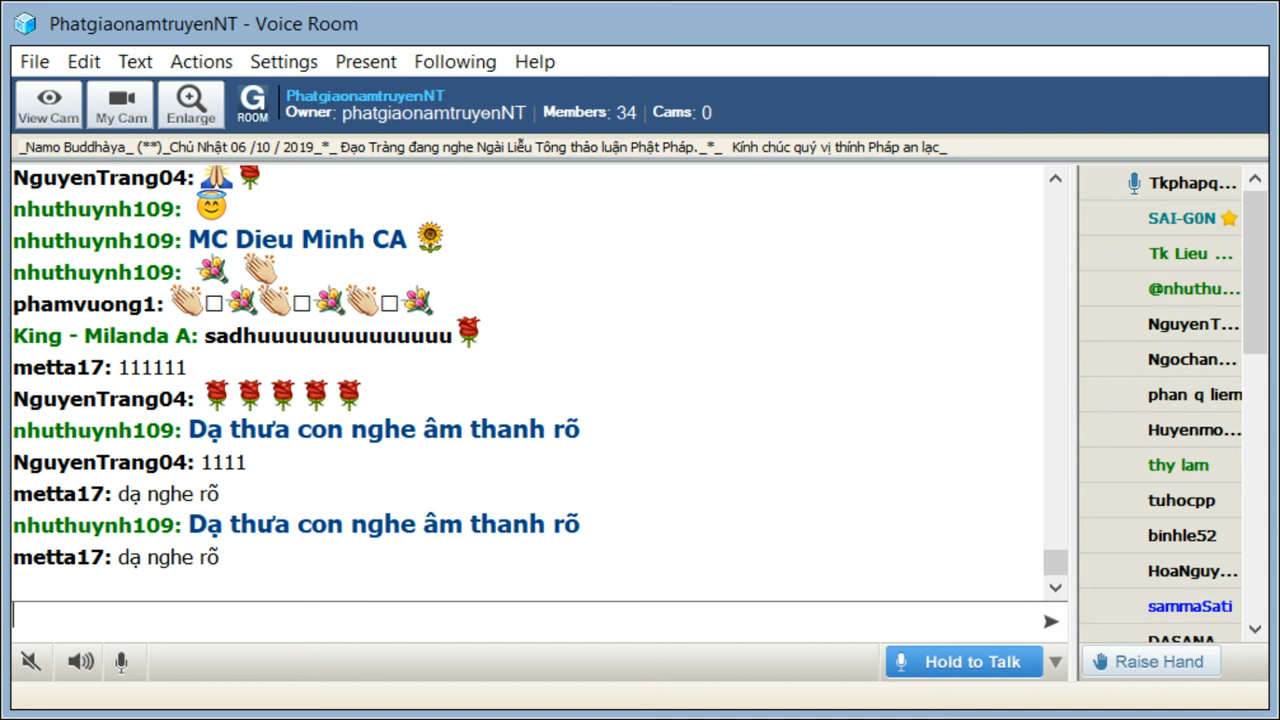 PhatgiaonamtruyenNT - Voice Room
File Edit Text Actions Settings Present Following Help
View Cam My Cam Enlarge G ROOM
PhatgiaonamtruyenNT
Owner: phatgiaonamtruyenNT | Members: 34 | Cams: 0
_Namo Buddhàya_ (**)_Chủ Nhật 06 /10 / 2019_*_ Đạo Tràng đang nghe Ngài Liễu Tông thảo luận Phật Pháp._*_ Kính chúc quý vị thính Pháp an lạc_
NguyenTrang04: 🙏🌹
nhuthuynh109: 😇
nhuthuynh109: MC Dieu Minh CA 🌻
nhuthuynh109: 💐 👏
phamvuong1: 👏□💐👏□💐👏□💐
King - Milanda A: sadhuuuuuuuuuuuuuuu🌹
metta17: 111111
NguyenTrang04: 🌹🌹🌹🌹🌹
nhuthuynh109: Dạ thưa con nghe âm thanh rõ
NguyenTrang04: 1111
metta17: dạ nghe rõ
nhuthuynh109: Dạ thưa con nghe âm thanh rõ
metta17: dạ nghe rõ
Tkphapq...
SAI-G0N
Tk Lieu ...
@nhuthu...
NguyenT...
Ngochan...
phan q liem
Huyenmo...
thy lam
tuhocpp
binhle52
HoaNguy...
sammaSati
DASANA
Hold to Talk
Raise Hand